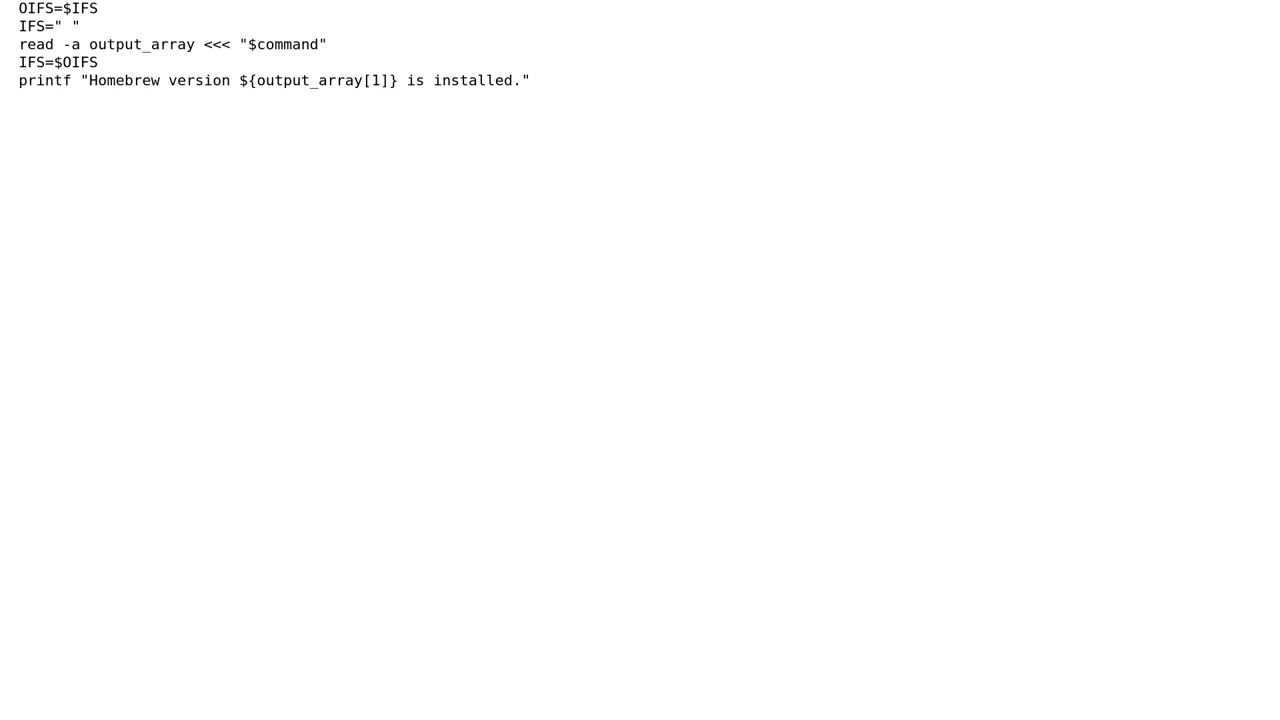 OIFS=$IFS
IFS=" "
read -a output_array <<< "$command"
IFS=$OIFS
printf "Homebrew version ${output_array[1]} is installed."